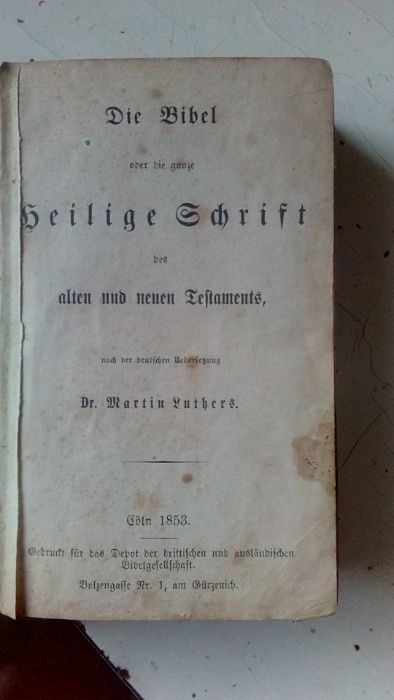 Die Bibel
oder die ganze
Heilige Schrift
des
alten und neuen Testaments,
nach der deutschen Uebersetzung
Dr. Martin Luthers.
Cöln 1853.
Gedruckt für das Depot der brittischen und ausländischen
Bibelgesellschaft.
Bolzengasse Nr. 1, am Gürzenich.